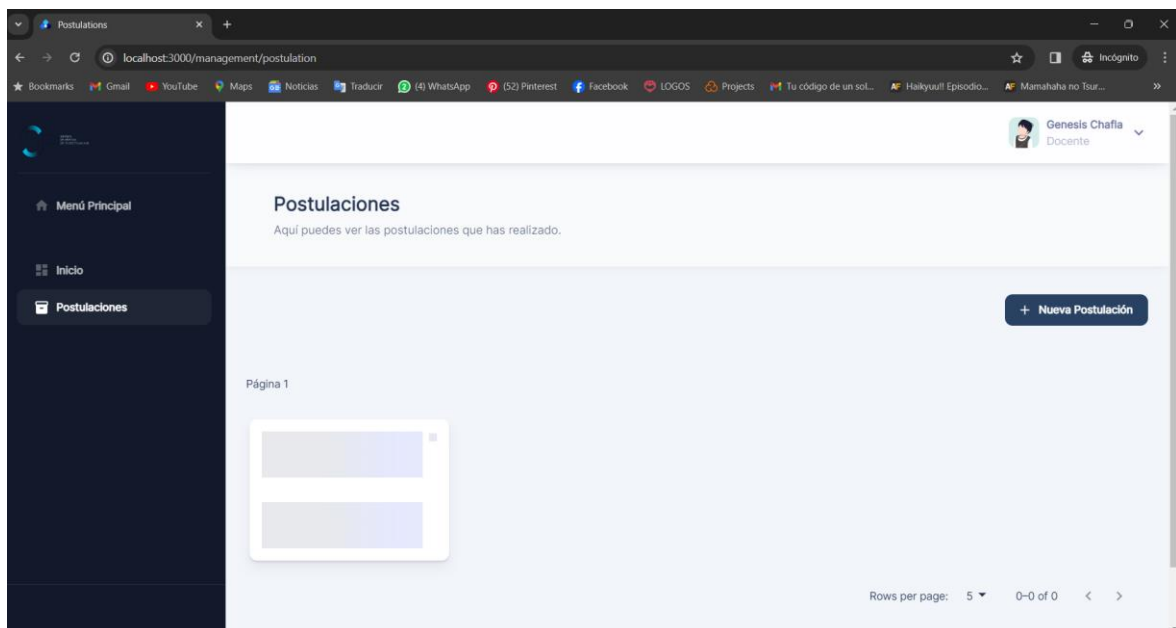 Postulations
localhost:3000/management/postulation
Incógnito
Bookmarks Gmail YouTube Maps Noticias Traducir (4) WhatsApp (52) Pinterest Facebook LOGOS Projects Tu código de un sol... Haikyuu!! Episodio... Mamahaha no Tsur...
Genesis Chafla
Docente
Menú Principal
Inicio
Postulaciones
Postulaciones
Aquí puedes ver las postulaciones que has realizado.
+ Nueva Postulación
Página 1
Rows per page: 5 0–0 of 0